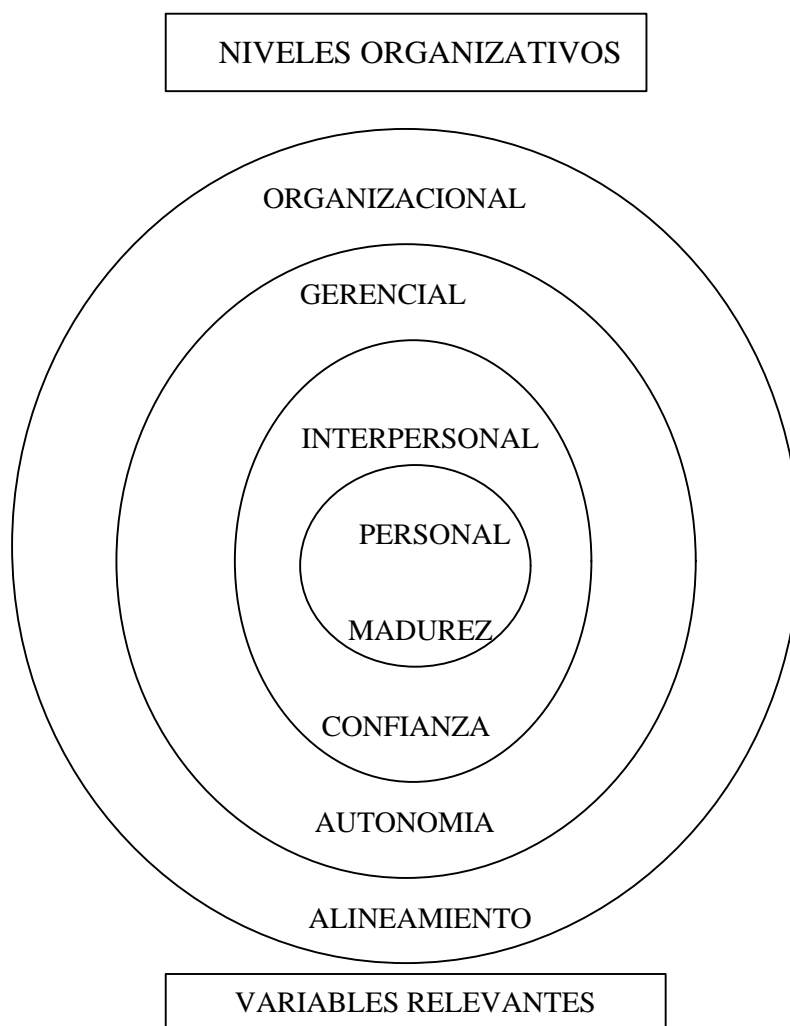 NIVELES ORGANIZATIVOS
ORGANIZACIONAL
GERENCIAL
INTERPERSONAL
PERSONAL
MADUREZ
CONFIANZA
AUTONOMIA
ALINEAMIENTO
VARIABLES RELEVANTES